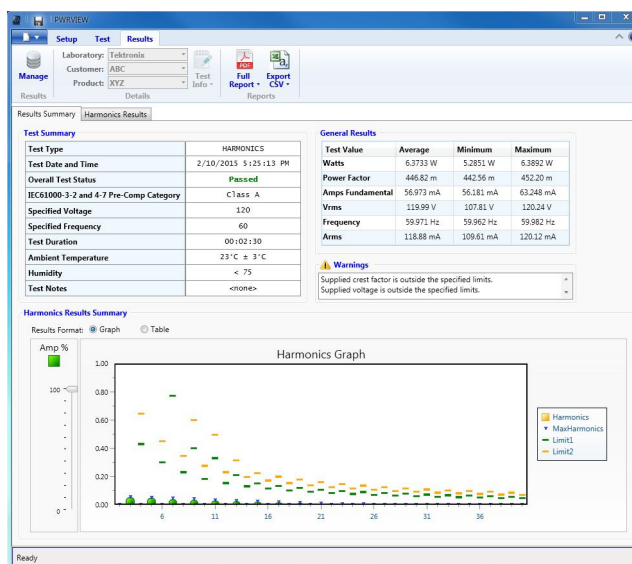 PWRVIEW
Setup Test Results
Manage
Laboratory: Tektronix
Customer: ABC
Product: XYZ
Test Info
Full Report
Export CSV
Results Details Reports
Results Summary Harmonics Results
Test Summary
Test Type HARMONICS
Test Date and Time 2/10/2015 5:25:13 PM
Overall Test Status Passed
IEC61000-3-2 and 4-7 Pre-Comp Category Class A
Specified Voltage 120
Specified Frequency 60
Test Duration 00:02:30
Ambient Temperature 23°C ± 3°C
Humidity < 75
Test Notes <none>
General Results
Test Value Average Minimum Maximum
Watts 6.3733 W 5.2851 W 6.3892 W
Power Factor 446.82 m 442.56 m 452.20 m
Amps Fundamental 56.973 mA 56.181 mA 63.248 mA
Vrms 119.99 V 107.81 V 120.24 V
Frequency 59.971 Hz 59.962 Hz 59.982 Hz
Arms 118.88 mA 109.61 mA 120.12 mA
Warnings
Supplied crest factor is outside the specified limits.
Supplied voltage is outside the specified limits.
Harmonics Results Summary
Results Format: Graph Table
Amp %
100
0
Harmonics Graph
1.00
0.80
0.60
0.40
0.20
0.00
6 11 16 21 26 31 36
Harmonics
MaxHarmonics
Limit1
Limit2
Ready